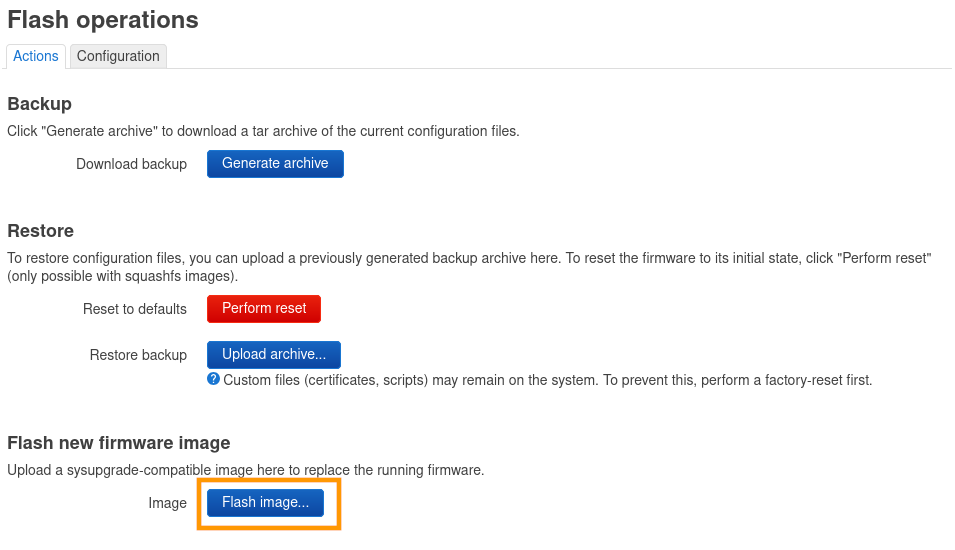 Flash operations
Actions Configuration
Backup
Click "Generate archive" to download a tar archive of the current configuration files.
Download backup Generate archive
Restore
To restore configuration files, you can upload a previously generated backup archive here. To reset the firmware to its initial state, click "Perform reset"
(only possible with squashfs images).
Reset to defaults Perform reset
Restore backup Upload archive...
? Custom files (certificates, scripts) may remain on the system. To prevent this, perform a factory-reset first.
Flash new firmware image
Upload a sysupgrade-compatible image here to replace the running firmware.
Image Flash image...